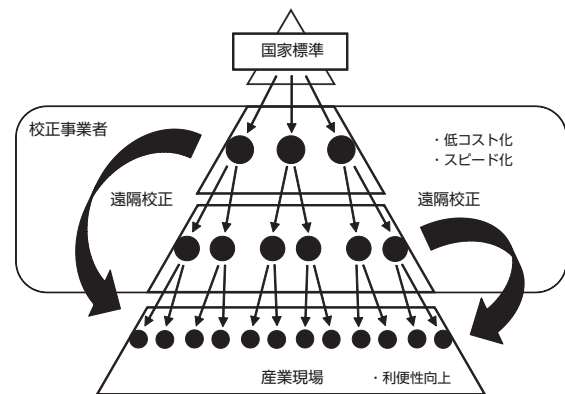 国家標準
校正事業者
・低コスト化
・スピード化
遠隔校正
遠隔校正
産業現場
・利便性向上